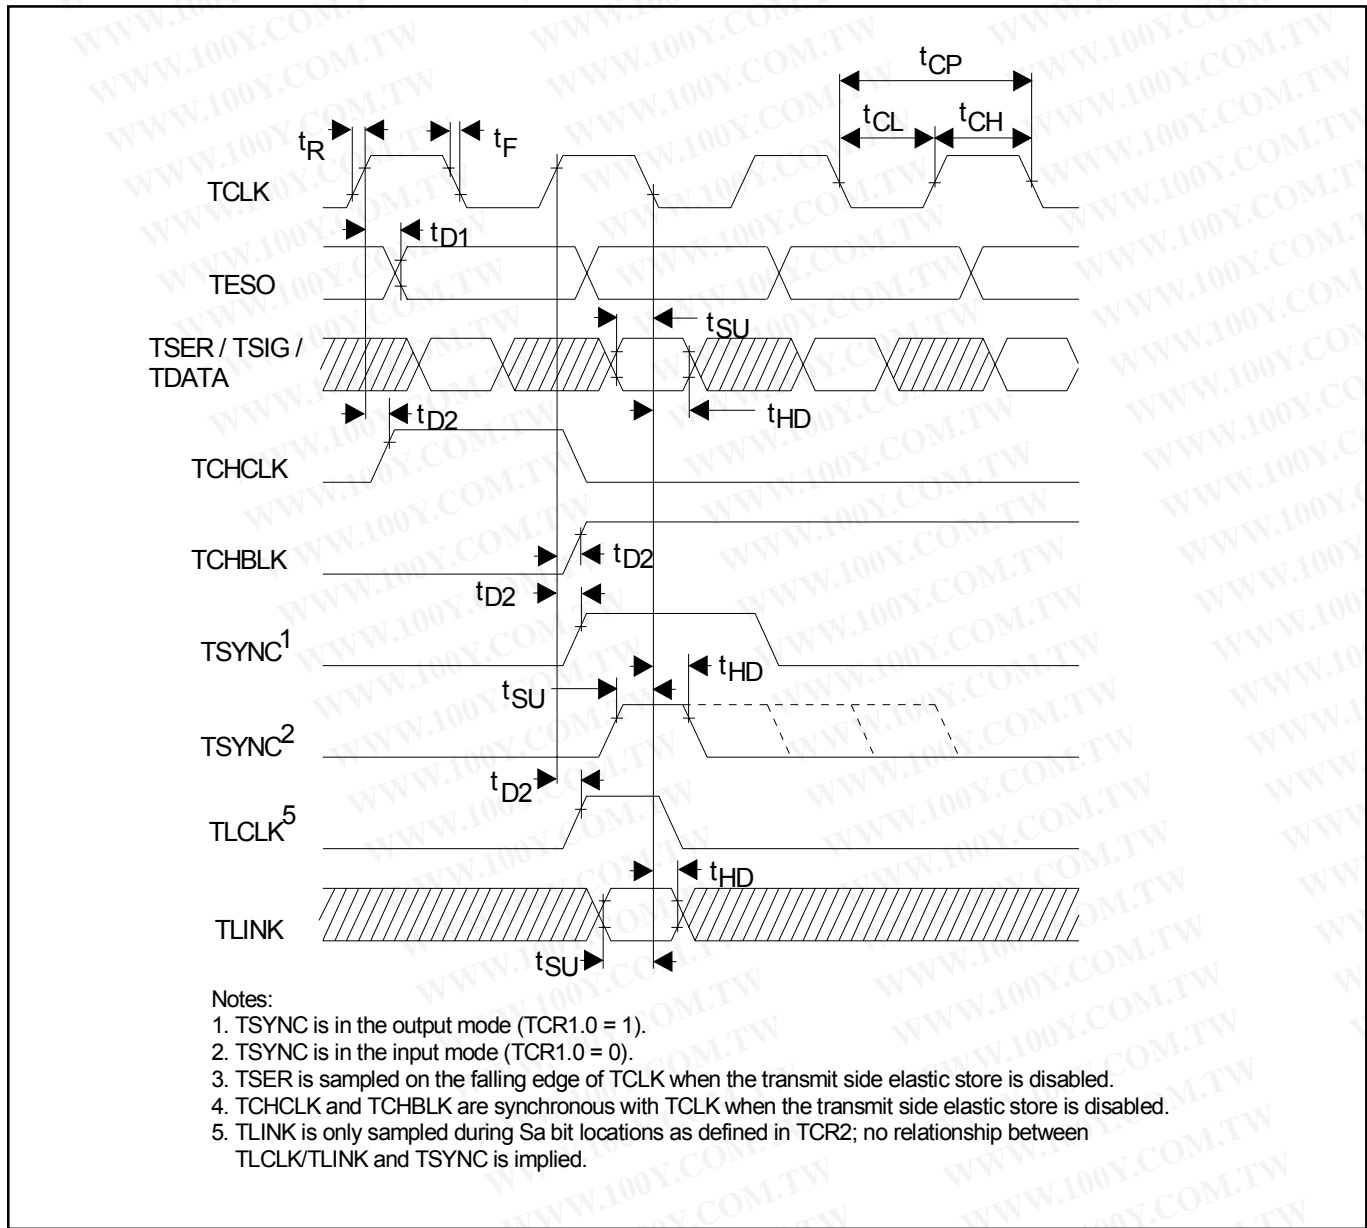 tCP
tCL tCH
tR tF
TCLK
tD1
TESO
tSU
TSER / TSIG /
TDATA
tD2 tHD
TCHCLK
TCHBLK tD2
tD2
TSYNC1
tHD
tSU
TSYNC2
tD2
TLCLK5
tHD
TLINK
tSU
Notes:
1. TSYNC is in the output mode (TCR1.0 = 1).
2. TSYNC is in the input mode (TCR1.0 = 0).
3. TSER is sampled on the falling edge of TCLK when the transmit side elastic store is disabled.
4. TCHCLK and TCHBLK are synchronous with TCLK when the transmit side elastic store is disabled.
5. TLINK is only sampled during Sa bit locations as defined in TCR2; no relationship between
TLCLK/TLINK and TSYNC is implied.
WWW.100Y.COM.TW